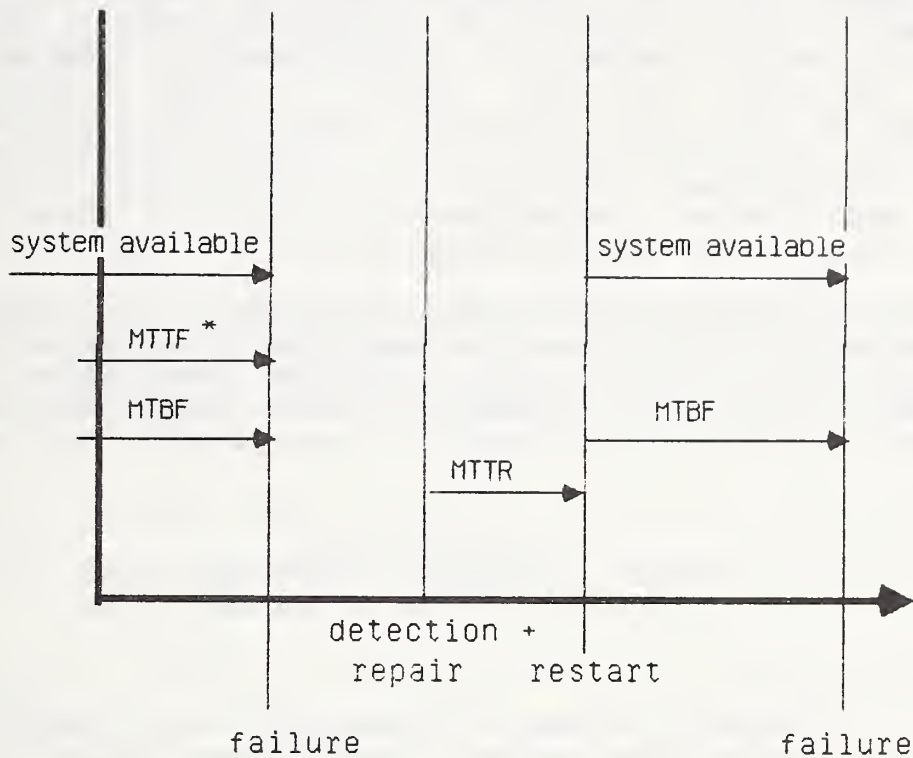 system available
system available
MTTF *
MTBF
MTBF
MTTR
detection +
repair
restart
failure
failure